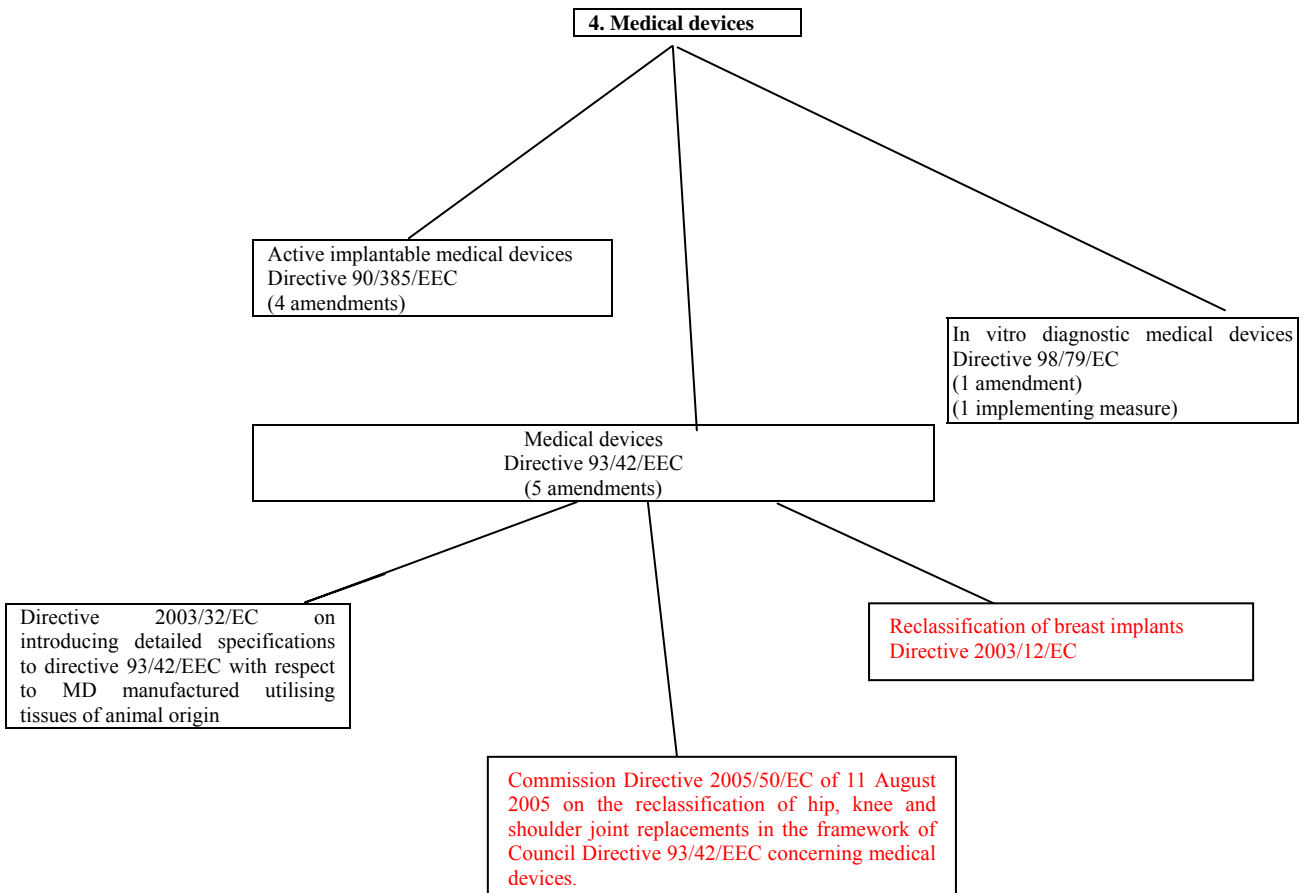 4. Medical devices
Active implantable medical devices
Directive 90/385/EEC
(4 amendments)
In vitro diagnostic medical devices
Directive 98/79/EC
(1 amendment)
(1 implementing measure)
Medical devices
Directive 93/42/EEC
(5 amendments)
Directive 2003/32/EC on
introducing detailed specifications
to directive 93/42/EEC with respect
to MD manufactured utilising
tissues of animal origin
Reclassification of breast implants
Directive 2003/12/EC
Commission Directive 2005/50/EC of 11 August
2005 on the reclassification of hip, knee and
shoulder joint replacements in the framework of
Council Directive 93/42/EEC concerning medical
devices.